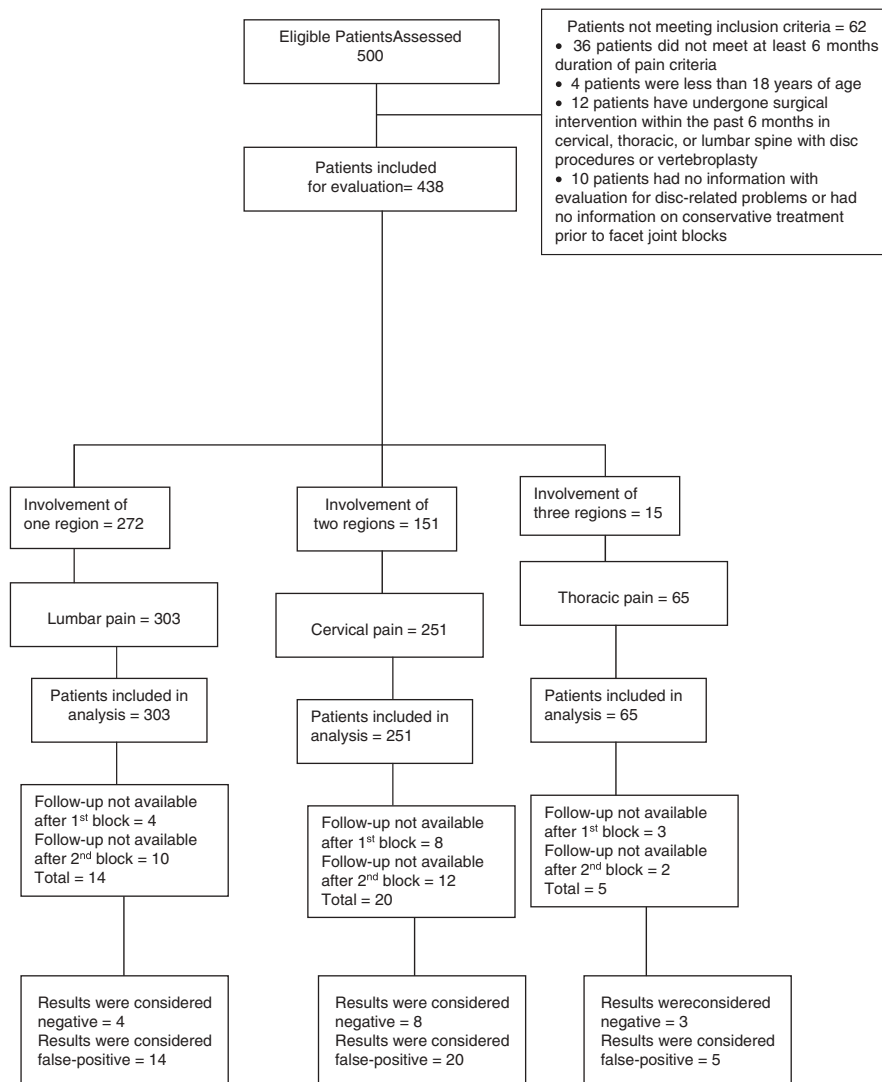 Eligible PatientsAssessed
500
Patients not meeting inclusion criteria = 62
• 36 patients did not meet at least 6 months
duration of pain criteria
• 4 patients were less than 18 years of age
• 12 patients have undergone surgical
intervention within the past 6 months in
cervical, thoracic, or lumbar spine with disc
procedures or vertebroplasty
• 10 patients had no information with
evaluation for disc-related problems or had
no information on conservative treatment
prior to facet joint blocks
Patients included
for evaluation= 438
Involvement of
one region = 272
Involvement of
two regions = 151
Involvement of
three regions = 15
Lumbar pain = 303
Cervical pain = 251
Thoracic pain = 65
Patients included in
analysis = 303
Patients included in
analysis = 251
Patients included in
analysis = 65
Follow-up not available
after 1st block = 4
Follow-up not available
after 2nd block = 10
Total = 14
Follow-up not available
after 1st block = 8
Follow-up not available
after 2nd block = 12
Total = 20
Follow-up not available
after 1st block = 3
Follow-up not available
after 2nd block = 2
Total = 5
Results were considered
negative = 4
Results were considered
false-positive = 14
Results were considered
negative = 8
Results were considered
false-positive = 20
Results wereconsidered
negative = 3
Results were considered
false-positive = 5